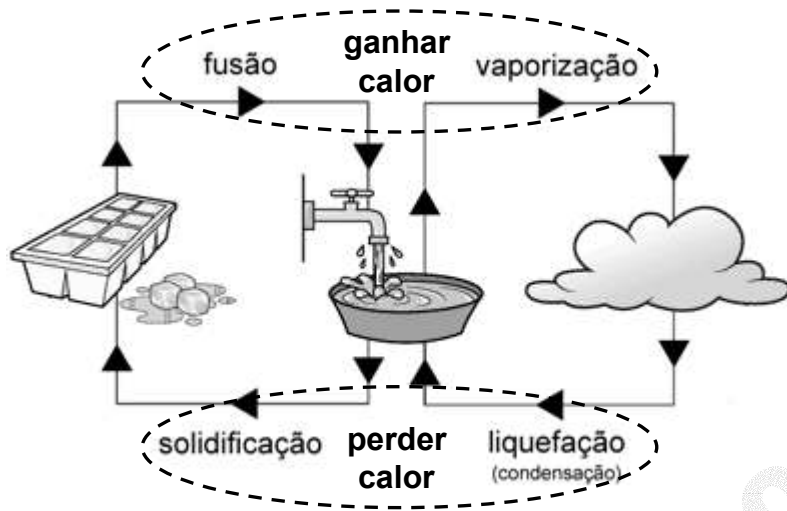 fusão
ganhar
calor
vaporização
solidificação
perder
calor
liquefação
(condensação)